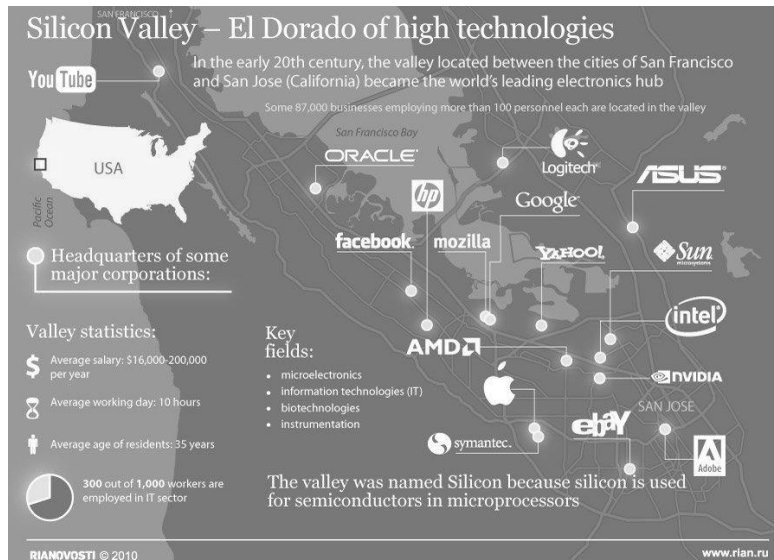 SAN FRANCISCO
Silicon Valley – El Dorado of high technologies
In the early 20th century, the valley located between the cities of San Francisco
and San Jose (California) became the world's leading electronics hub
Some 87,000 businesses employing more than 100 personnel each are located in the valley
You Tube
San Francisco Bay
ORACLE
Logitech
hp
Google
ASUS
USA
Pacific
Ocean
facebook.
mozilla
YAHOO!
Sun
microsystems
Headquarters of some
major corporations:
intel
Valley statistics:
Average salary: $16,000-200,000
per year
Average working day: 10 hours
Average age of residents: 35 years
300 out of 1,000 workers are
employed in IT sector
$
Key
fields:
• microelectronics
• information technologies (IT)
• biotechnologies
• instrumentation
AMD
NVIDIA
SAN JOSE
symantec.
ebaY
Adobe
The valley was named Silicon because silicon is used
for semiconductors in microprocessors
RIANOVOSTI © 2010
www.rian.ru